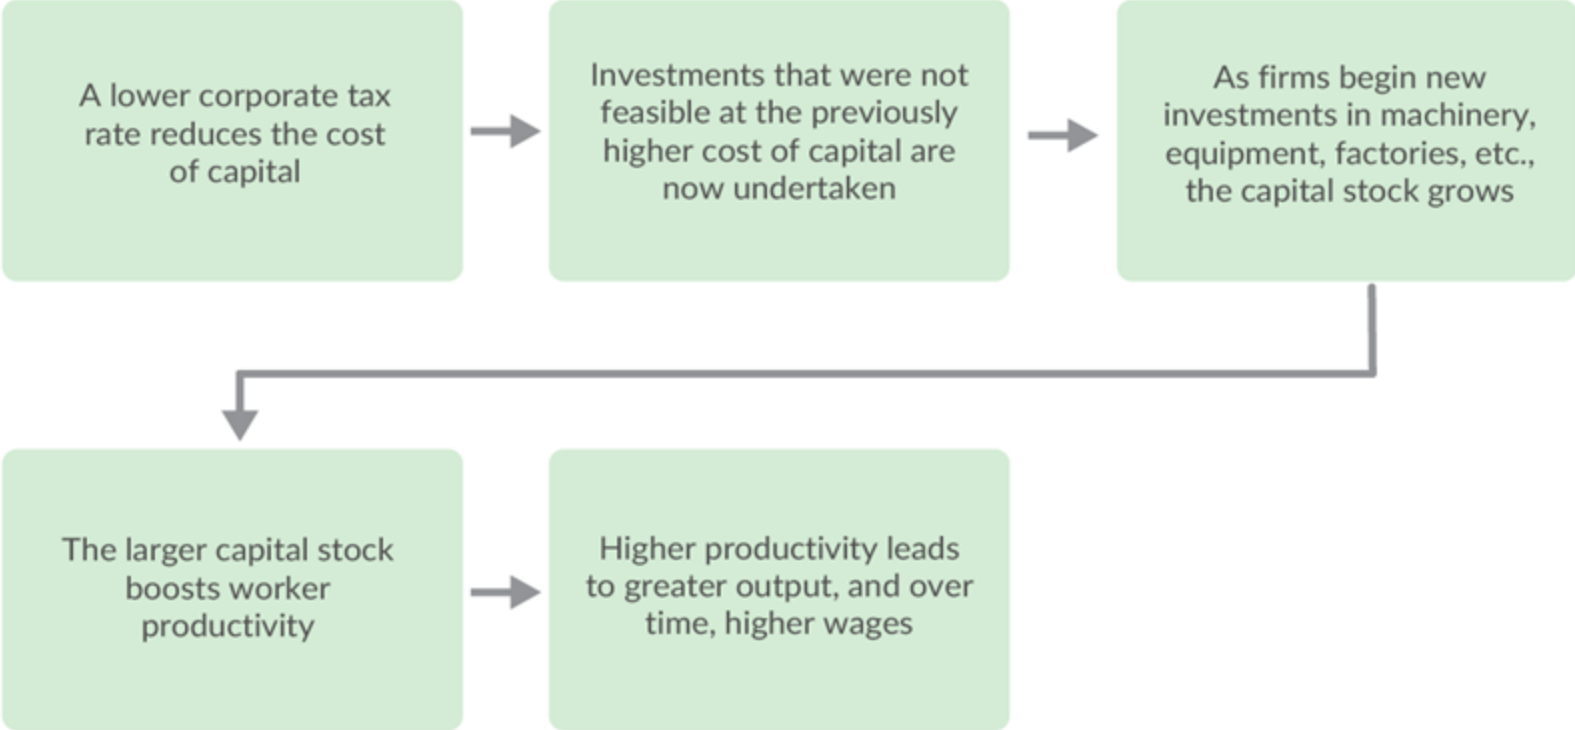 A lower corporate tax
rate reduces the cost
of capital
Investments that were not
feasible at the previously
higher cost of capital are
now undertaken
As firms begin new
investments in machinery,
equipment, factories, etc.,
the capital stock grows
The larger capital stock
boosts worker
productivity
Higher productivity leads
to greater output, and over
time, higher wages